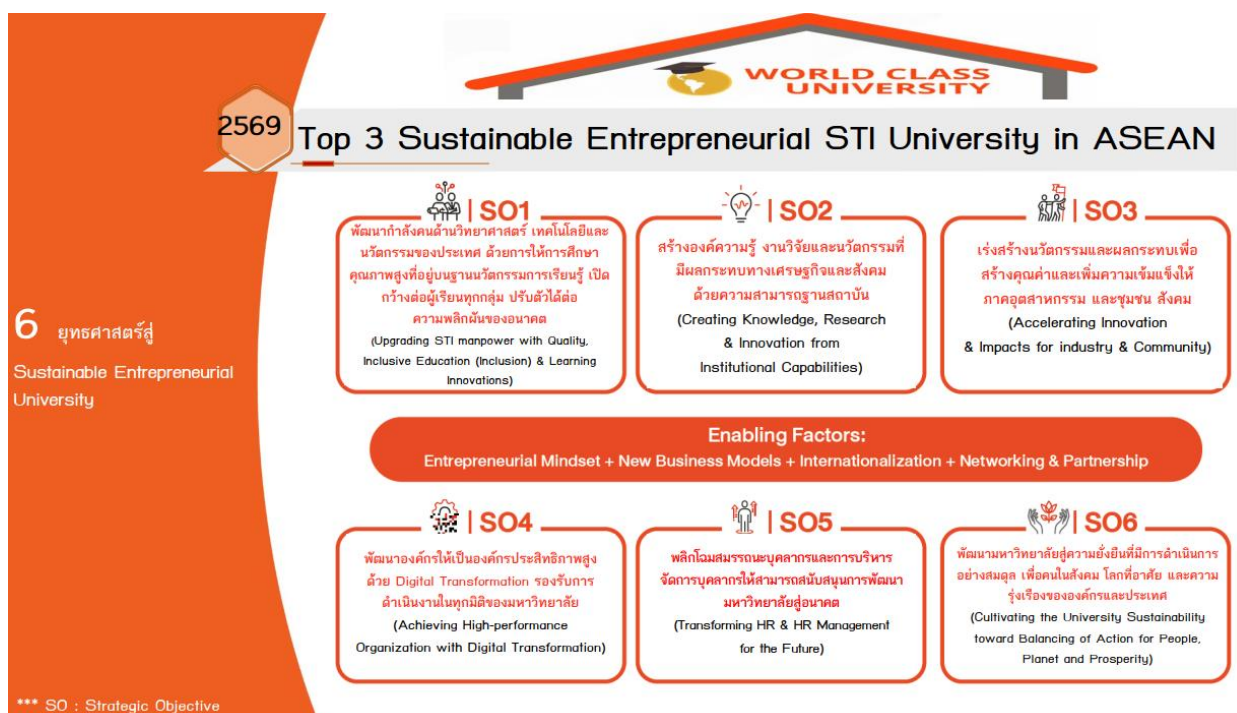 WORLD CLASS
UNIVERSITY
2569
Top 3 Sustainable Entrepreneurial STI University in ASEAN
6 ยุทธศาสตร์สู่
Sustainable Entrepreneurial
University
SO1
พัฒนากำลังคนด้านวิทยาศาสตร์ เทคโนโลยีและ
นวัตกรรมของประเทศ ด้วยการให้การศึกษา
คุณภาพสูงที่อยู่บนฐานนวัตกรรมการเรียนรู้ เปิด
กว้างต่อผู้เรียนทุกกลุ่ม ปรับตัวได้ต่อ
ความพลิกผันของอนาคต
(Upgrading STI manpower with Quality,
Inclusive Education (Inclusion) & Learning
Innovations)
SO2
สร้างองค์ความรู้ งานวิจัยและนวัตกรรมที่
มีผลกระทบทางเศรษฐกิจและสังคม
ด้วยความสามารถฐานสถาบัน
(Creating Knowledge, Research
& Innovation from
Institutional Capabilities)
SO3
เร่งสร้างนวัตกรรมและผลกระทบเพื่อ
สร้างคุณค่าและเพิ่มความเข้มแข็งให้
ภาคอุตสาหกรรม และชุมชน สังคม
(Accelerating Innovation
& Impacts for industry & Community)
Enabling Factors:
Entrepreneurial Mindset + New Business Models + Internationalization + Networking & Partnership
SO4
พัฒนาองค์กรให้เป็นองค์กรประสิทธิภาพสูง
ด้วย Digital Transformation รองรับการ
ดำเนินงานในทุกมิติของมหาวิทยาลัย
(Achieving High-performance
Organization with Digital Transformation)
SO5
พลิกโฉมสมรรถนะบุคลากรและการบริหาร
จัดการบุคลากรให้สามารถสนับสนุนการพัฒนา
มหาวิทยาลัยสู่อนาคต
(Transforming HR & HR Management
for the Future)
SO6
พัฒนามหาวิทยาลัยสู่ความยั่งยืนที่มีการดำเนินการ
อย่างสมดุล เพื่อคนในสังคม โลกที่อาศัย และความ
รุ่งเรืองขององค์กรและประเทศ
(Cultivating the University Sustainability
toward Balancing of Action for People,
Planet and Prosperity)
*** SO : Strategic Objective